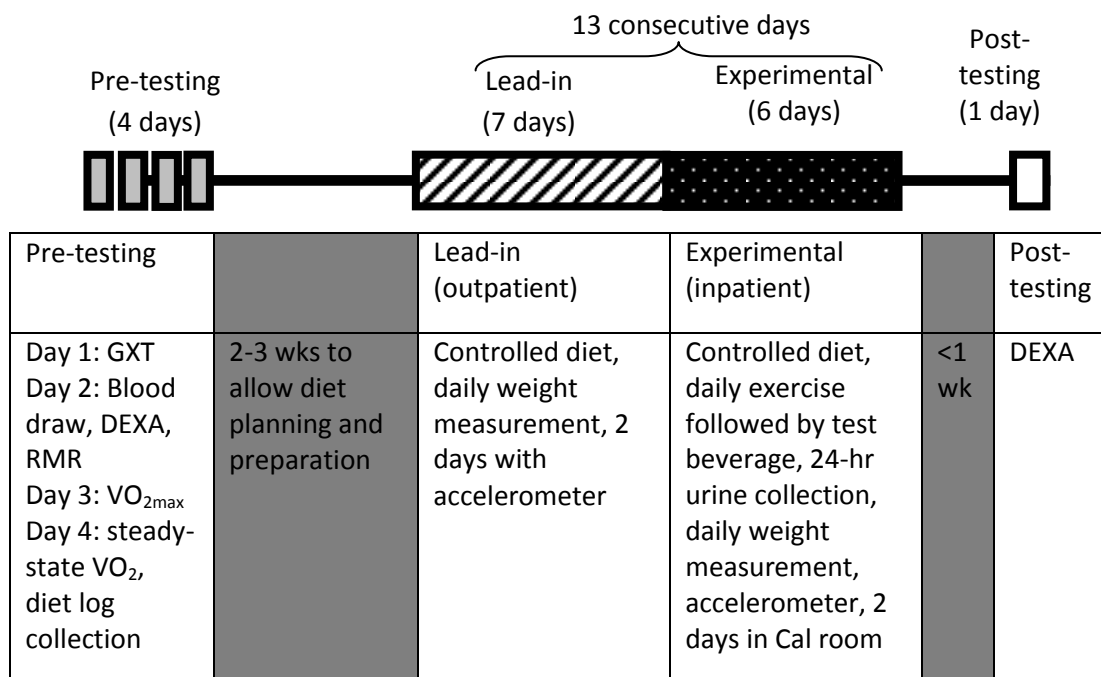 13 consecutive days
Pre-testing
(4 days)
Lead-in
(7 days)
Experimental
(6 days)
Post-
testing
(1 day)
Pre-testing
Lead-in
(outpatient)
Experimental
(inpatient)
Post-
testing
Day 1: GXT
Day 2: Blood
draw, DEXA,
RMR
Day 3: VO₂max
Day 4: steady-
state VO₂,
diet log
collection
2-3 wks to
allow diet
planning and
preparation
Controlled diet,
daily weight
measurement, 2
days with
accelerometer
Controlled diet,
daily exercise
followed by test
beverage, 24-hr
urine collection,
daily weight
measurement,
accelerometer, 2
days in Cal room
<1
wk
DEXA